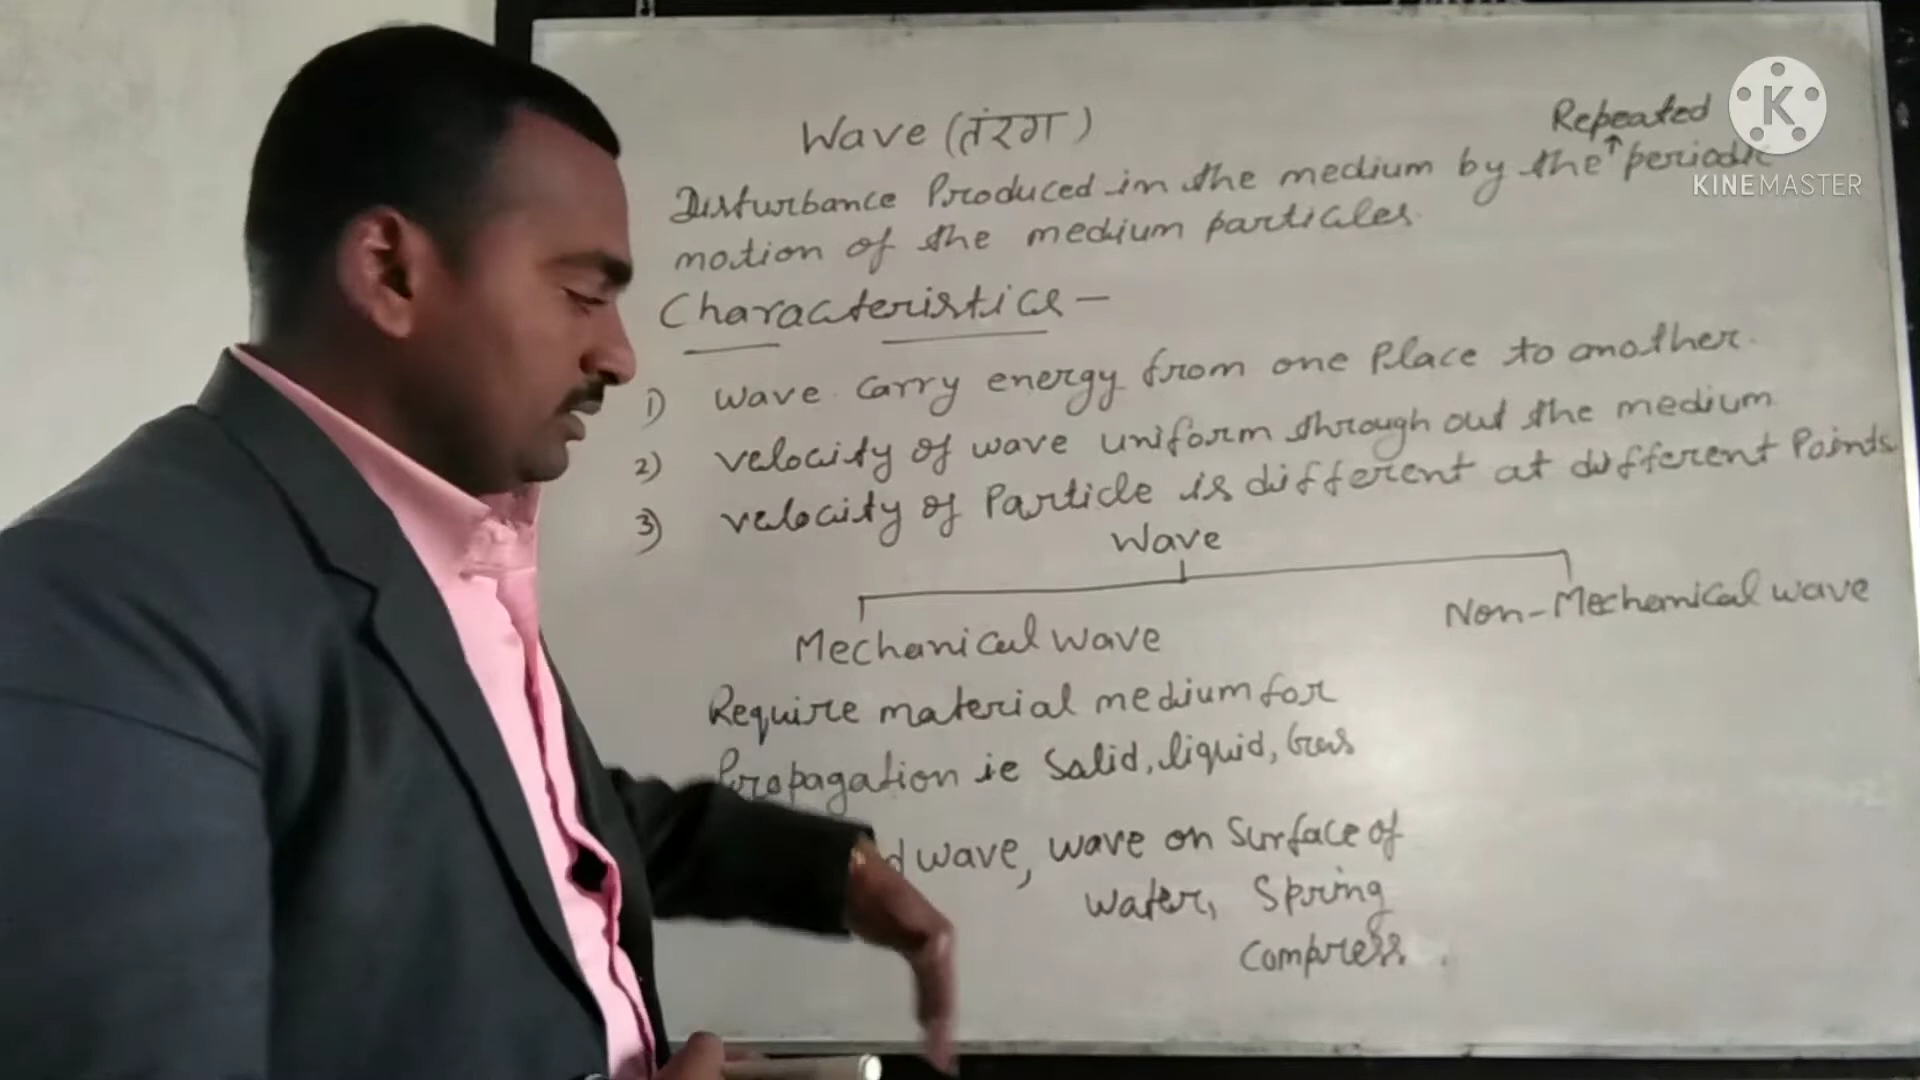 Wave (तंरग)
Repeated
Disturbance Produced in the medium by the ↑ periodic
motion of the medium particles.
Characteristics –
1) wave carry energy from one Place to another.
2) velocity of wave uniform through out the medium
3) velocity of Particle is different at different Points
Wave
Mechanical wave
Non-Mechanical wave
Require material medium for
Propagation ie Solid, liquid, Gas
wave, wave on Surface of
water, Spring
Compress.
K
KINEMASTER